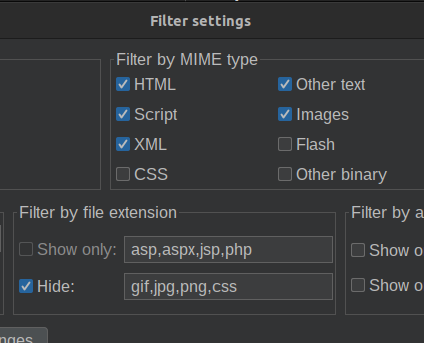 Filter settings
Filter by MIME type
HTML Other text
Script Images
XML Flash
CSS Other binary
Filter by file extension Filter by a
Show only: asp,aspx,jsp,php Show o
Hide: gif,jpg,png,css Show o
nges